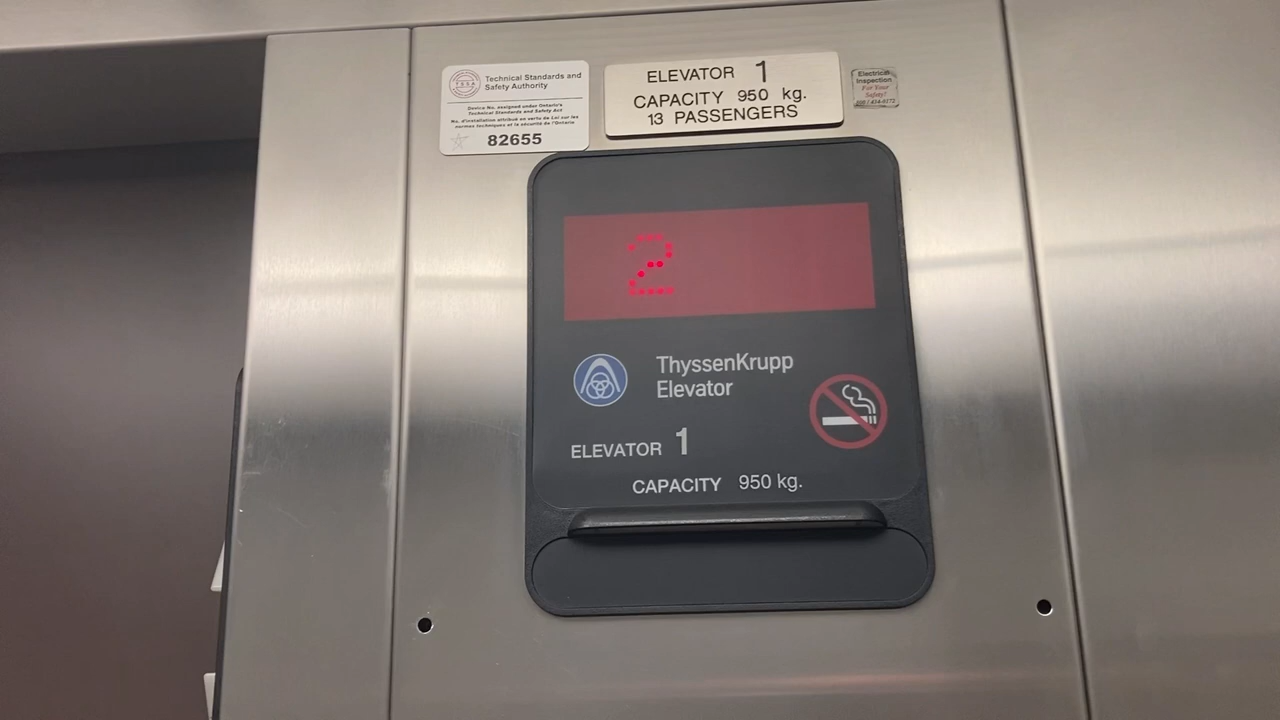 Technical Standards and
Safety Authority
Device No. assigned under Ontario's
Technical Standards and Safety Act
No. d'installation attribué en vertu de Loi sur les
normes techniques et la sécurité de l'Ontario
82655
ELEVATOR 1
CAPACITY 950 kg.
13 PASSENGERS
Electrical
Inspection
For Your
Safety!
2
ThyssenKrupp
Elevator
ELEVATOR 1
CAPACITY 950 kg.